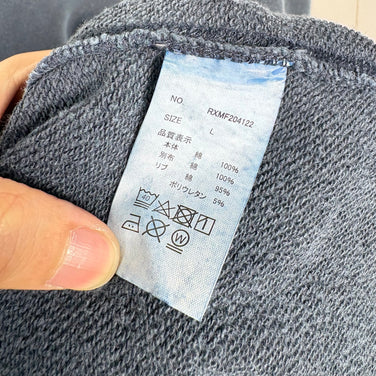 NO. RXMF204122
SIZE L
品質表示
本体 綿 100%
別布 綿 100%
リブ 綿 95%
ポリウレタン 5%
40
W